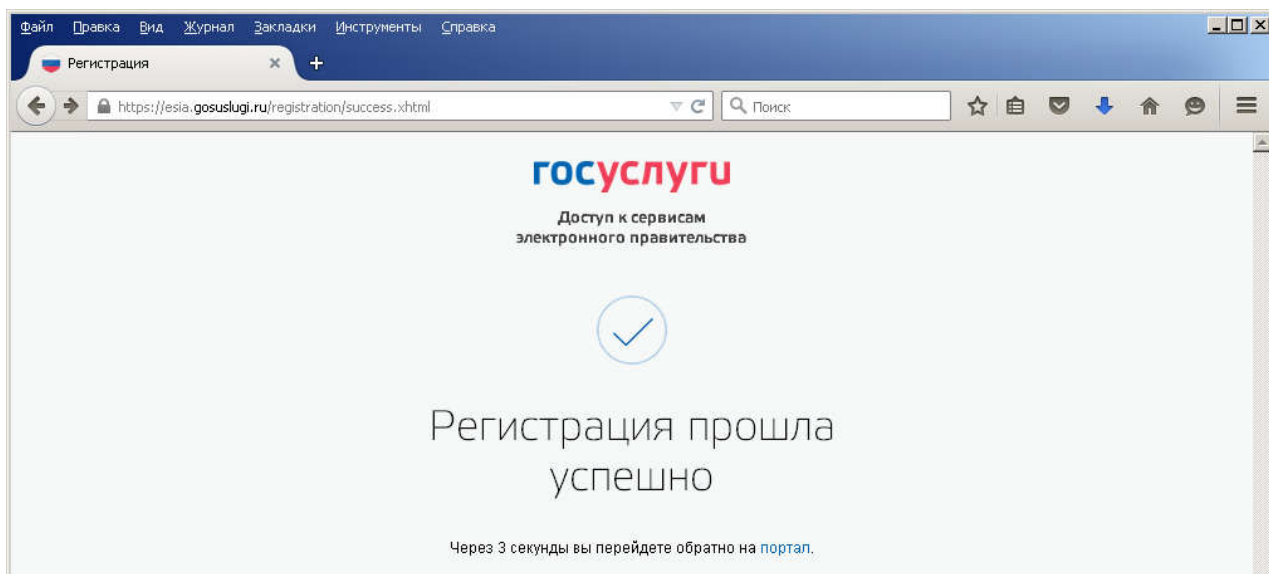 Файл Правка Вид Журнал Закладки Инструменты Справка
Регистрация
https://esia.gosuslugi.ru/registration/success.xhtml
Поиск
госуслуги
Доступ к сервисам
электронного правительства
Регистрация прошла
успешно
Через 3 секунды вы перейдете обратно на портал.